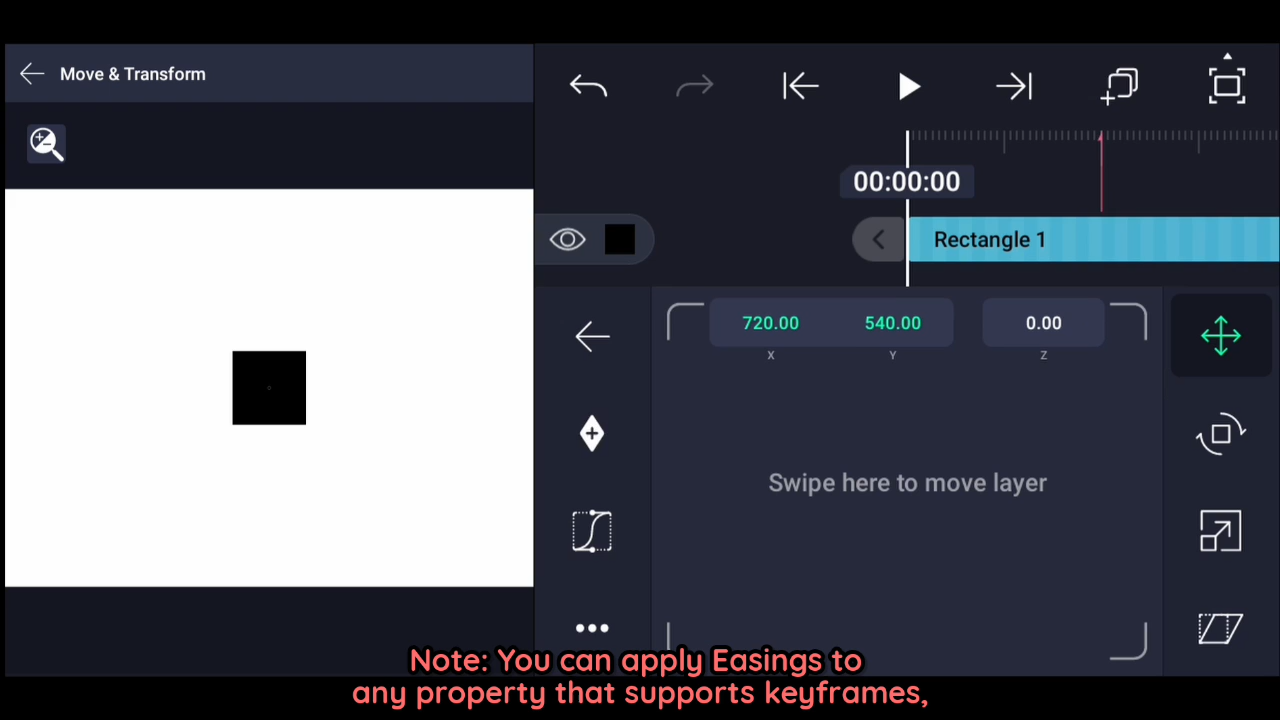 Move & Transform
00:00:00
Rectangle 1
720.00 540.00 0.00
X Y Z
Swipe here to move layer
Note: You can apply Easings to
any property that supports keyframes,